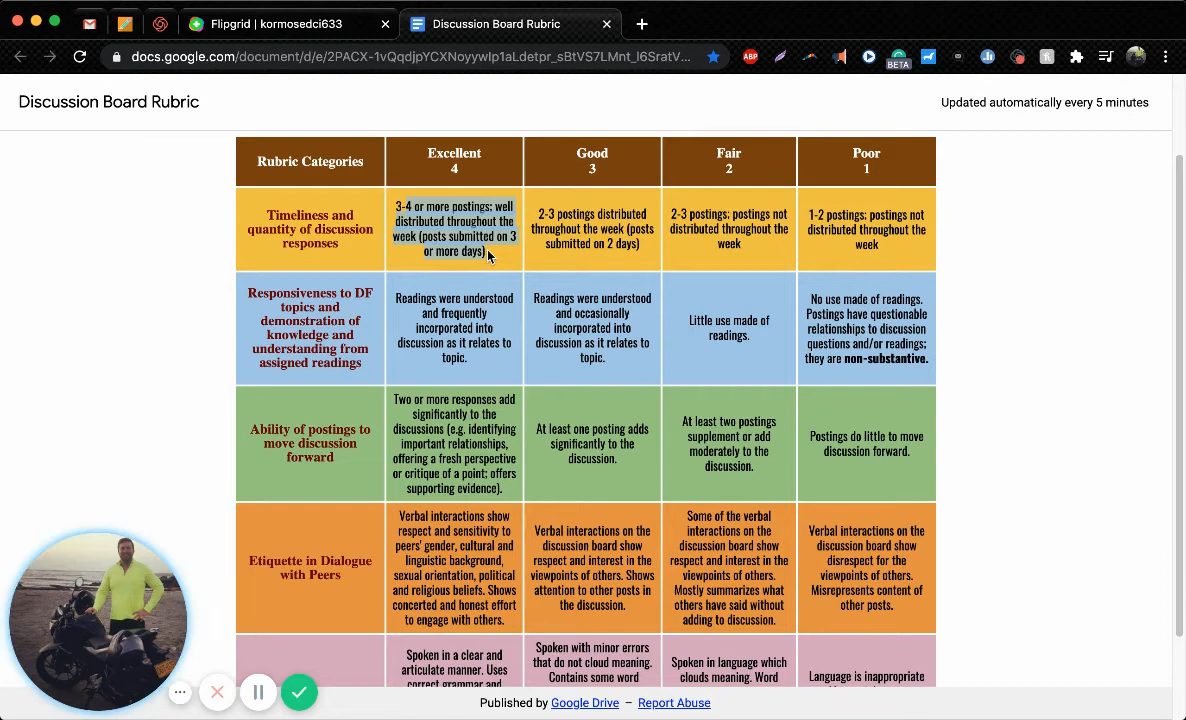 Flipgrid | kormosedci633
Discussion Board Rubric
docs.google.com/document/d/e/2PACX-1vQqdjpYCXNoyywIp1aLdetpr_sBtVS7LMnt_l6SratV...
ABP
BETA
Discussion Board Rubric
Updated automatically every 5 minutes
Rubric Categories
Excellent
4
Good
3
Fair
2
Poor
1
Timeliness and
quantity of discussion
responses
3-4 or more postings; well
distributed throughout the
week (posts submitted on 3
or more days)
2-3 postings distributed
throughout the week (posts
submitted on 2 days)
2-3 postings; postings not
distributed throughout the
week
1-2 postings; postings not
distributed throughout the
week
Responsiveness to DF
topics and
demonstration of
knowledge and
understanding from
assigned readings
Readings were understood
and frequently
incorporated into
discussion as it relates to
topic.
Readings were understood
and occasionally
incorporated into
discussion as it relates to
topic.
Little use made of
readings.
No use made of readings.
Postings have questionable
relationships to discussion
questions and/or readings;
they are non-substantive.
Ability of postings to
move discussion
forward
Two or more responses add
significantly to the
discussions (e.g. identifying
important relationships,
offering a fresh perspective
or critique of a point; offers
supporting evidence).
At least one posting adds
significantly to the
discussion.
At least two postings
supplement or add
moderately to the
discussion.
Postings do little to move
discussion forward.
Etiquette in Dialogue
with Peers
Verbal interactions show
respect and sensitivity to
peers' gender, cultural and
linguistic background,
sexual orientation, political
and religious beliefs. Shows
concerted and honest effort
to engage with others.
Verbal interactions on the
discussion board show
respect and interest in the
viewpoints of others. Shows
attention to other posts in
the discussion.
Some of the verbal
interactions on the
discussion board show
respect and interest in the
viewpoints of others.
Mostly summarizes what
others have said without
adding to discussion.
Verbal interactions on the
discussion board show
disrespect for the
viewpoints of others.
Misrepresents content of
other posts.
Spoken in a clear and
articulate manner. Uses
correct grammar and
Spoken with minor errors
that do not cloud meaning.
Contains some word
Spoken in language which
clouds meaning. Word
Language is inappropriate
Published by Google Drive – Report Abuse